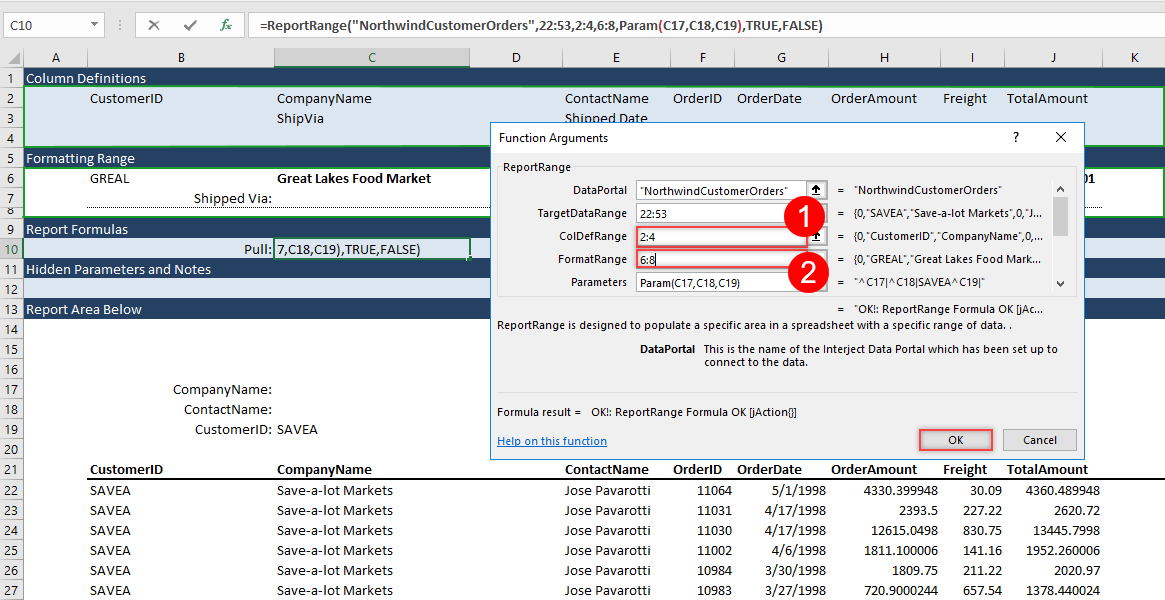 C10 fx =ReportRange("NorthwindCustomerOrders",22:53,2:4,6:8,Param(C17,C18,C19),TRUE,FALSE)
A B C D E F G H I J K
1 Column Definitions
2 CustomerID CompanyName ContactName OrderID OrderDate OrderAmount Freight TotalAmount
3 ShipVia Shipped Date
4
5 Formatting Range
6 GREAL Great Lakes Food Market 01
7 Shipped Via:
8
9 Report Formulas
10 Pull: 7,C18,C19),TRUE,FALSE)
11 Hidden Parameters and Notes
12
13 Report Area Below
14
15
16
17 CompanyName:
18 ContactName:
19 CustomerID: SAVEA
20
Function Arguments ? ×
ReportRange
DataPortal "NorthwindCustomerOrders" = "NorthwindCustomerOrders"
TargetDataRange 22:53 1 = {0,"SAVEA","Save-a-lot Markets",0,"J...
ColDefRange 2:4 = {0,"CustomerID","CompanyName",0,...
FormatRange 6:8 2 = {0,"GREAL","Great Lakes Food Mark...
Parameters Param(C17,C18,C19) = "^C17|^C18|SAVEA^C19|"
= "OK!: ReportRange Formula OK [jAc...
ReportRange is designed to populate a specific area in a spreadsheet with a specific range of data. .
DataPortal This is the name of the Interject Data Portal which has been set up to
connect to the data.
Formula result = OK!: ReportRange Formula OK [jAction{}]
Help on this function OK Cancel
21 CustomerID CompanyName ContactName OrderID OrderDate OrderAmount Freight TotalAmount
22 SAVEA Save-a-lot Markets Jose Pavarotti 11064 5/1/1998 4330.399948 30.09 4360.489948
23 SAVEA Save-a-lot Markets Jose Pavarotti 11031 4/17/1998 2393.5 227.22 2620.72
24 SAVEA Save-a-lot Markets Jose Pavarotti 11030 4/17/1998 12615.0498 830.75 13445.7998
25 SAVEA Save-a-lot Markets Jose Pavarotti 11002 4/6/1998 1811.100006 141.16 1952.260006
26 SAVEA Save-a-lot Markets Jose Pavarotti 10984 3/30/1998 1809.75 211.22 2020.97
27 SAVEA Save-a-lot Markets Jose Pavarotti 10983 3/27/1998 720.9000244 657.54 1378.440024